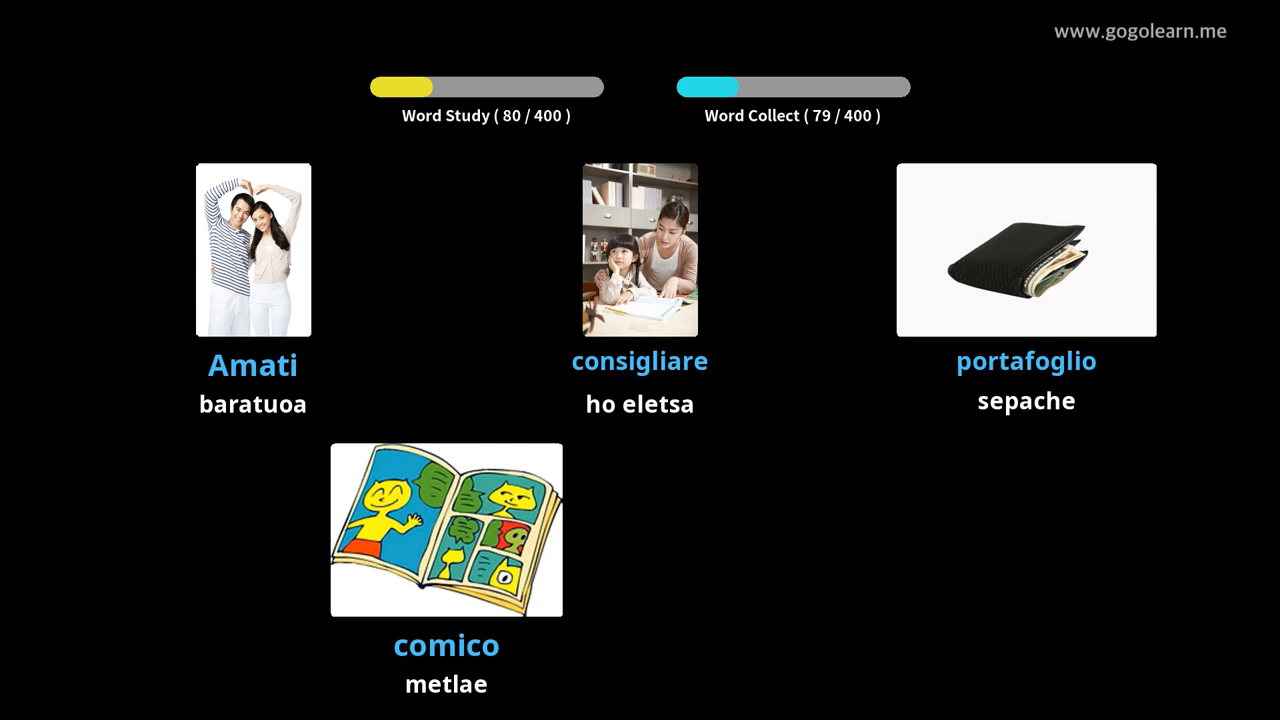 www.gogolearn.me
Word Study ( 80 / 400 )
Word Collect ( 79 / 400 )
Amati
baratuoa
consigliare
ho eletsa
portafoglio
sepache
comico
metlae